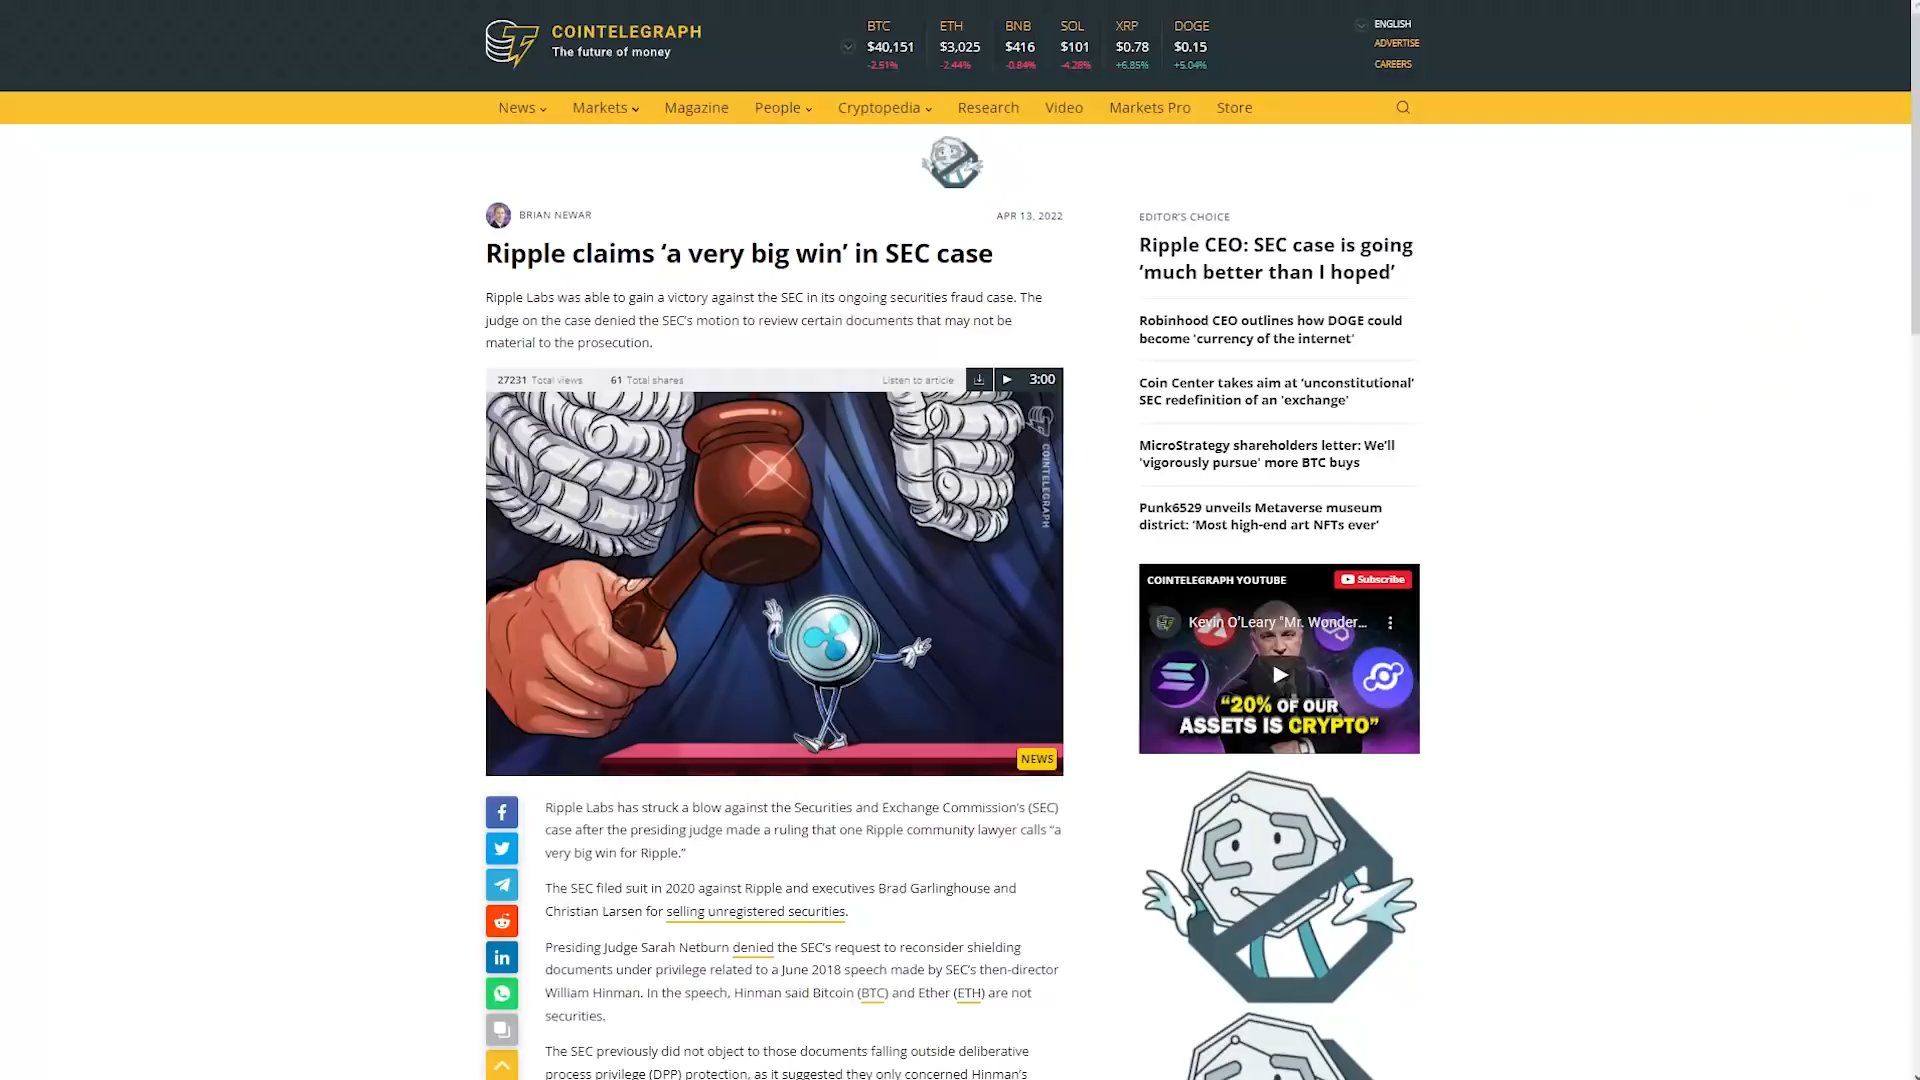 COINTELEGRAPH
The future of money
BTC ETH BNB SOL XRP DOGE
$40,151 $3,025 $416 $101 $0.78 $0.15
-2.51% -2.44% -0.84% -4.28% +6.85% +5.04%
ENGLISH
ADVERTISE
CAREERS
News Markets Magazine People Cryptopedia Research Video Markets Pro Store
BRIAN NEWAR
APR 13, 2022
Ripple claims ‘a very big win’ in SEC case
Ripple Labs was able to gain a victory against the SEC in its ongoing securities fraud case. The
judge on the case denied the SEC’s motion to review certain documents that may not be
material to the prosecution.
27231 Total views 61 Total shares Listen to article 3:00
COINTELEGRAPH
NEWS
Ripple Labs has struck a blow against the Securities and Exchange Commission’s (SEC)
case after the presiding judge made a ruling that one Ripple community lawyer calls “a
very big win for Ripple.”
The SEC filed suit in 2020 against Ripple and executives Brad Garlinghouse and
Christian Larsen for selling unregistered securities.
Presiding Judge Sarah Netburn denied the SEC’s request to reconsider shielding
documents under privilege related to a June 2018 speech made by SEC’s then-director
William Hinman. In the speech, Hinman said Bitcoin (BTC) and Ether (ETH) are not
securities.
The SEC previously did not object to those documents falling outside deliberative
process privilege (DPP) protection, as it suggested they only concerned Hinman’s
EDITOR’S CHOICE
Ripple CEO: SEC case is going
‘much better than I hoped’
Robinhood CEO outlines how DOGE could
become 'currency of the internet'
Coin Center takes aim at ‘unconstitutional’
SEC redefinition of an 'exchange'
MicroStrategy shareholders letter: We’ll
'vigorously pursue' more BTC buys
Punk6529 unveils Metaverse museum
district: ‘Most high-end art NFTs ever’
COINTELEGRAPH YOUTUBE
Subscribe
Kevin O'Leary "Mr. Wonder...
“20% OF OUR
ASSETS IS CRYPTO”